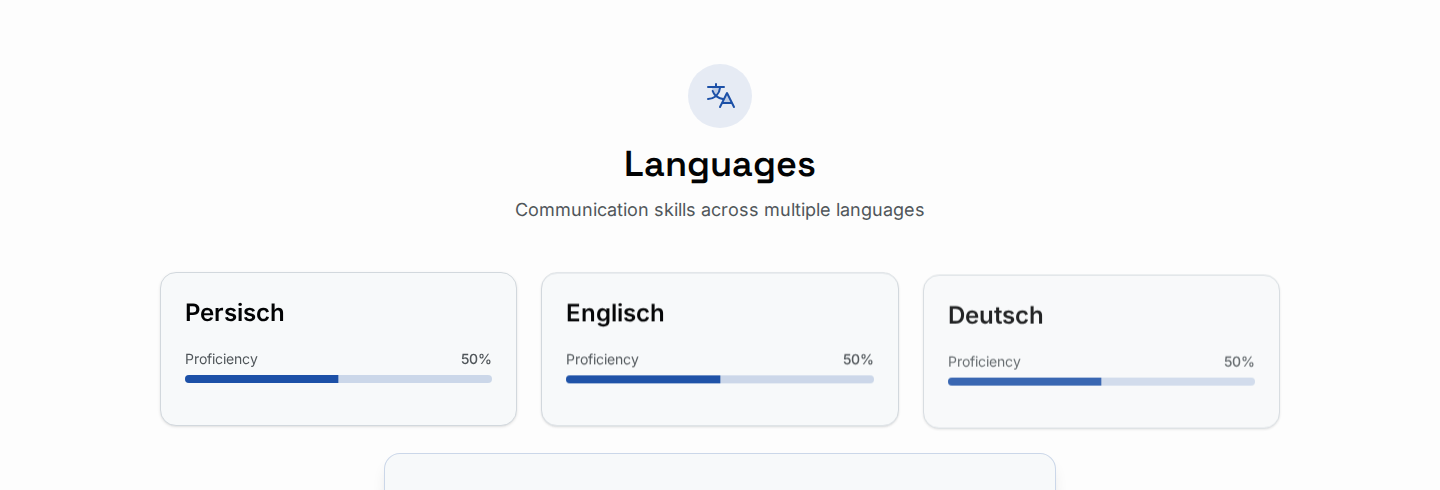 Languages
Communication skills across multiple languages
Persisch
Proficiency 50%
Englisch
Proficiency 50%
Deutsch
Proficiency 50%